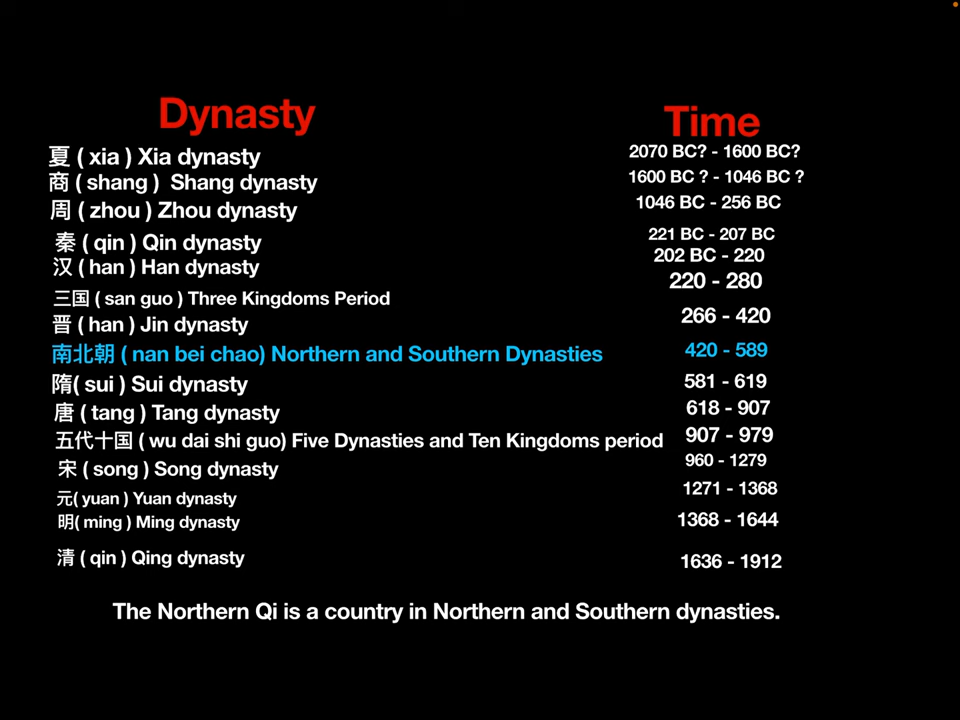 Dynasty Time
夏 ( xia ) Xia dynasty 2070 BC? - 1600 BC?
商 ( shang ) Shang dynasty 1600 BC ? - 1046 BC ?
周 ( zhou ) Zhou dynasty 1046 BC - 256 BC
秦 ( qin ) Qin dynasty 221 BC - 207 BC
汉 ( han ) Han dynasty 202 BC - 220
三国 ( san guo ) Three Kingdoms Period 220 - 280
晋 ( han ) Jin dynasty 266 - 420
南北朝 ( nan bei chao) Northern and Southern Dynasties 420 - 589
隋( sui ) Sui dynasty 581 - 619
唐 ( tang ) Tang dynasty 618 - 907
五代十国 ( wu dai shi guo) Five Dynasties and Ten Kingdoms period 907 - 979
宋 ( song ) Song dynasty 960 - 1279
元( yuan ) Yuan dynasty 1271 - 1368
明( ming ) Ming dynasty 1368 - 1644
清 ( qin ) Qing dynasty 1636 - 1912
The Northern Qi is a country in Northern and Southern dynasties.